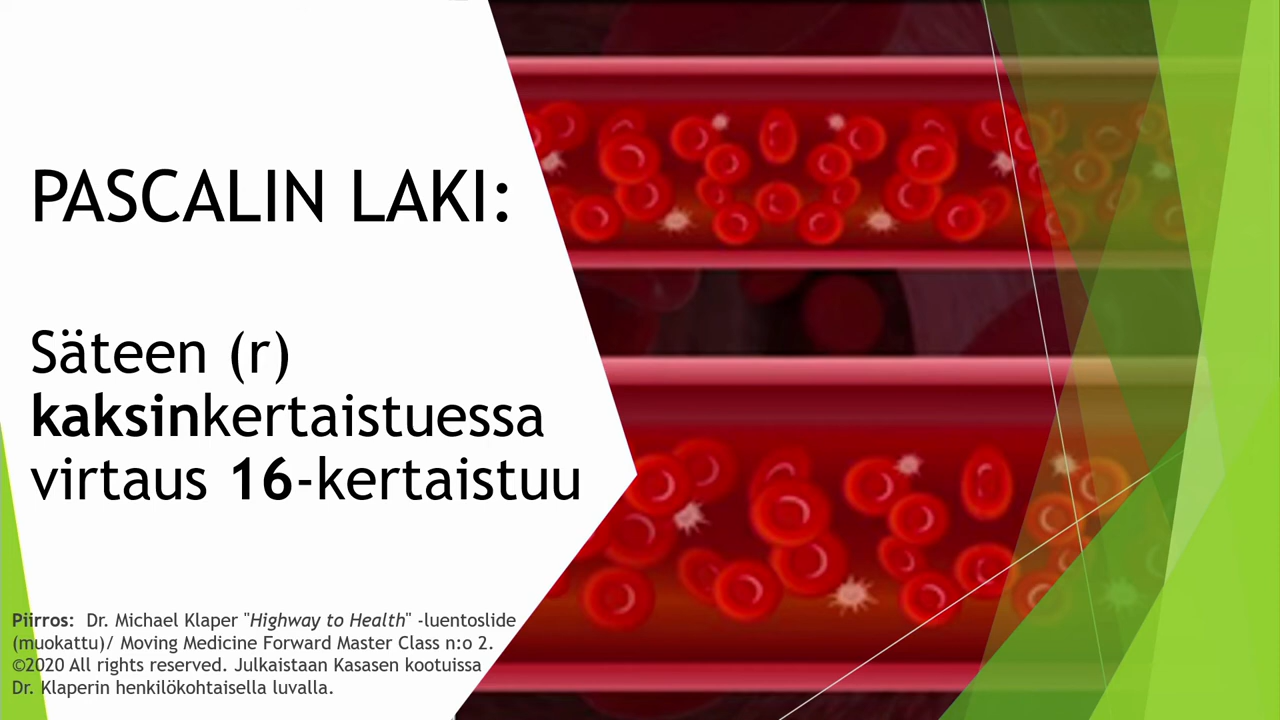 PASCALIN LAKI:
Säteen (r)
kaksinkertaistuessa
virtaus 16-kertaistuu
Piirros: Dr. Michael Klaper "Highway to Health" -luentoslide
(muokattu)/ Moving Medicine Forward Master Class n:o 2.
©2020 All rights reserved. Julkaistaan Kasasen kootuissa
Dr. Klaperin henkilökohtaisella luvalla.